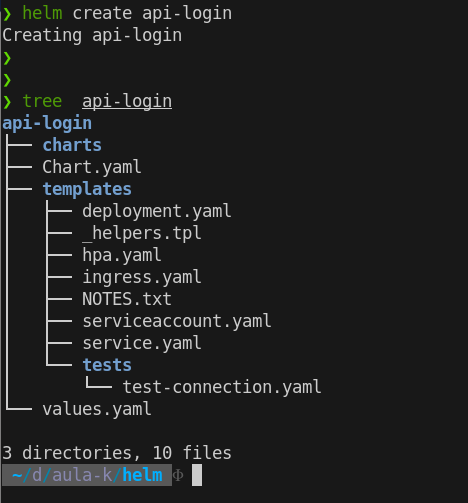 ❯ helm create api-login
Creating api-login
❯
❯
❯ tree  api-login
api-login
├── charts
├── Chart.yaml
├── templates
│   ├── deployment.yaml
│   ├── _helpers.tpl
│   ├── hpa.yaml
│   ├── ingress.yaml
│   ├── NOTES.txt
│   ├── serviceaccount.yaml
│   ├── service.yaml
│   └── tests
│       └── test-connection.yaml
└── values.yaml
3 directories, 10 files
~/d/aula-k/helm Φ